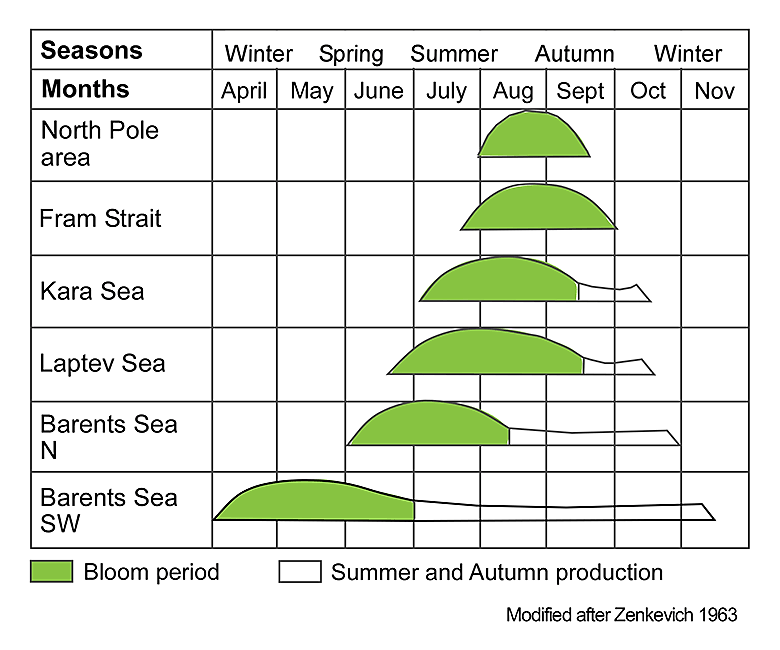 Seasons Winter Spring Summer Autumn Winter
Months April May June July Aug Sept Oct Nov
North Pole
area
Fram Strait
Kara Sea
Laptev Sea
Barents Sea
N
Barents Sea
SW
Bloom period Summer and Autumn production
Modified after Zenkevich 1963